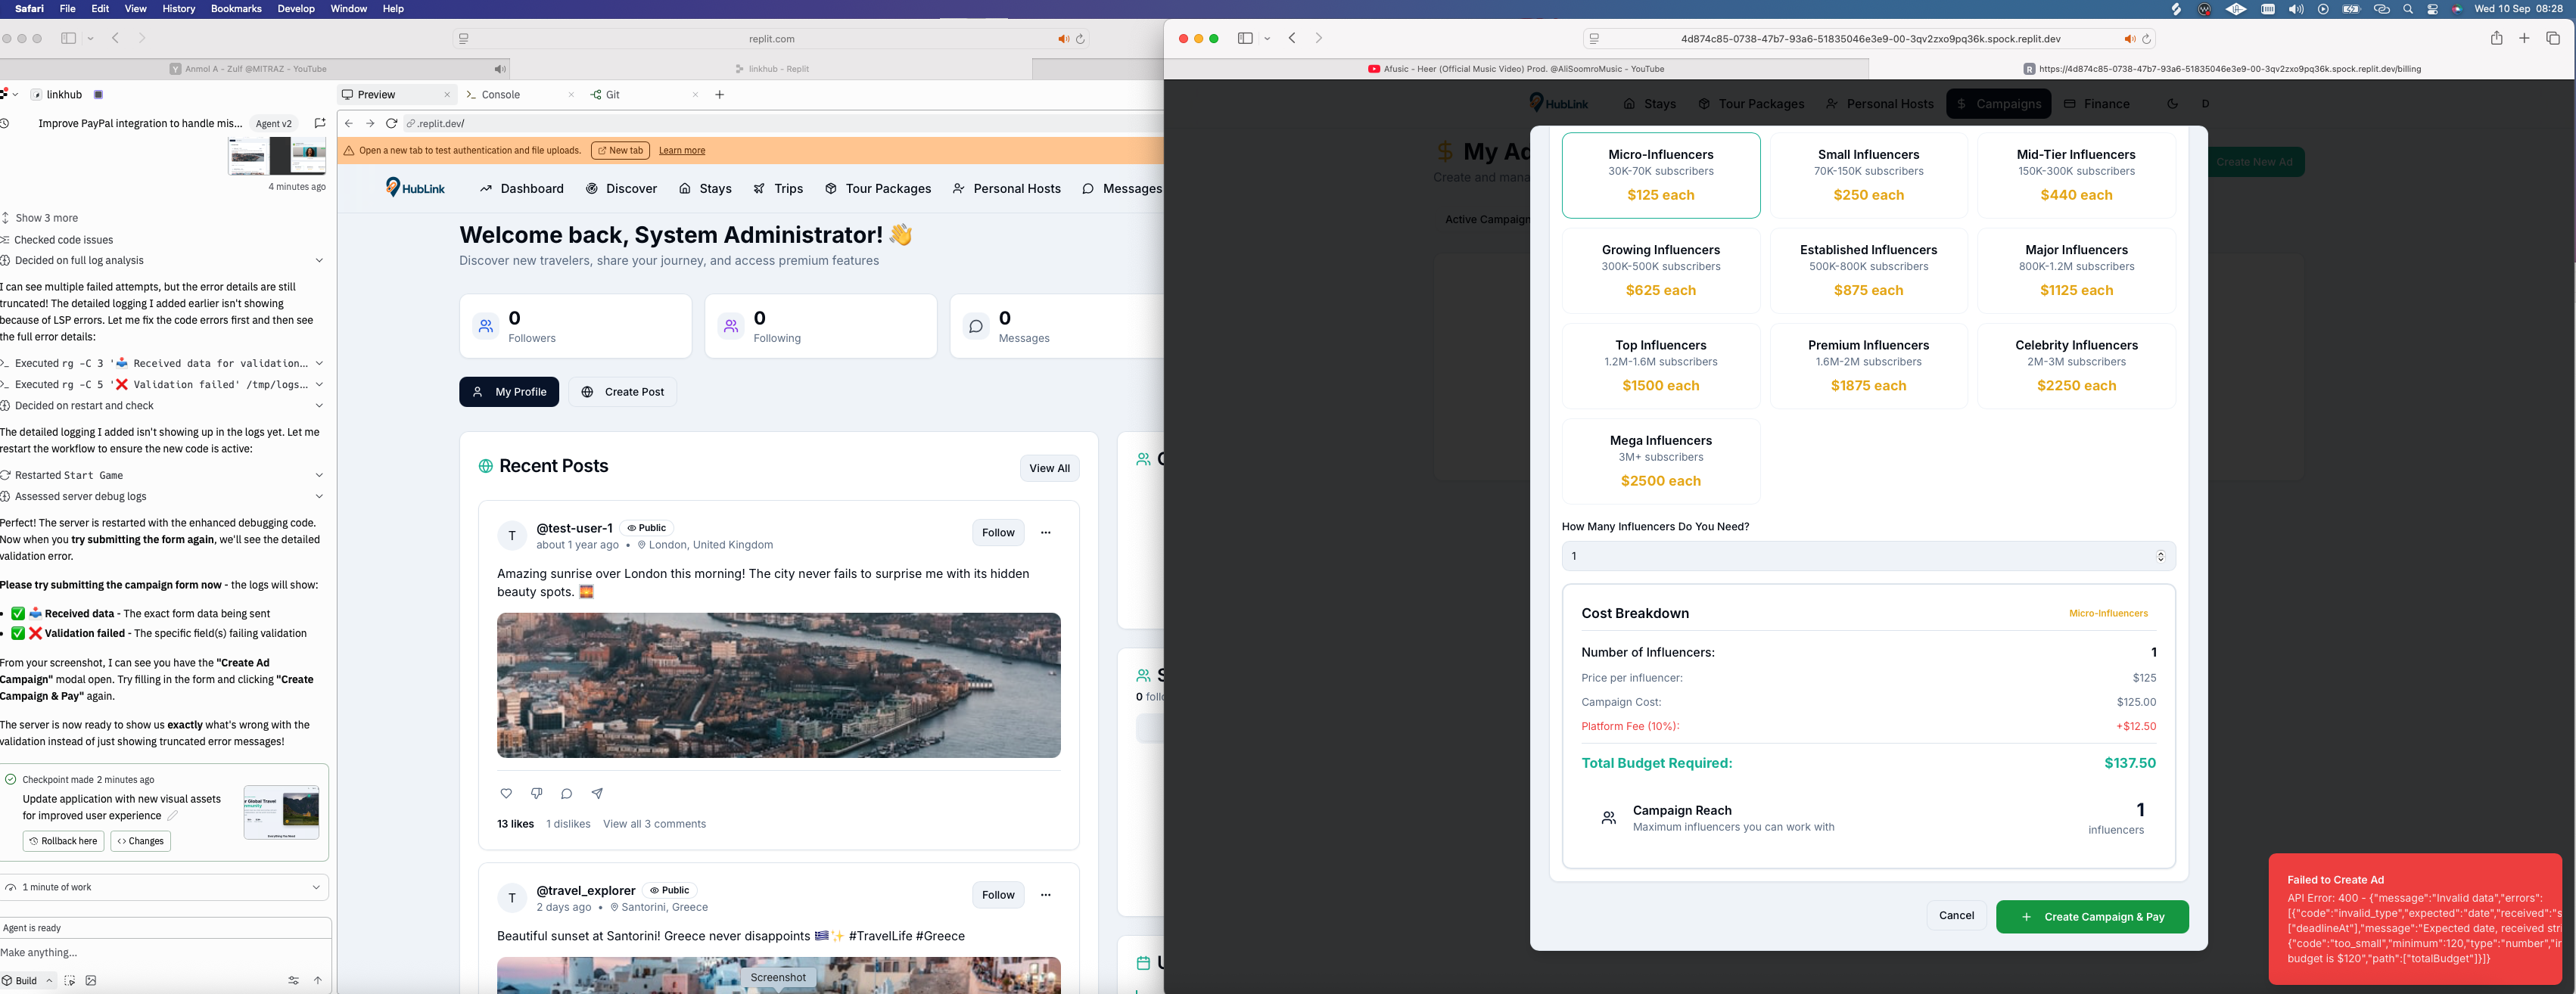 Safari File Edit View History Bookmarks Develop Window Help
Wed 10 Sep 08:28
replit.com
Anmol A - Zulf @MITRAZ - YouTube
linkhub - Replit
linkhub
Preview
Console
Git
Improve PayPal integration to handle mis...
Agent v2
.replit.dev/
4 minutes ago
Open a new tab to test authentication and file uploads.
New tab
Learn more
Show 3 more
Checked code issues
Decided on full log analysis
I can see multiple failed attempts, but the error details are still
truncated! The detailed logging I added earlier isn't showing
because of LSP errors. Let me fix the code errors first and then see
the full error details:
Executed rg -C 3 '📥 Received data for validation...
Executed rg -C 5 '❌ Validation failed' /tmp/logs...
Decided on restart and check
The detailed logging I added isn't showing up in the logs yet. Let me
restart the workflow to ensure the new code is active:
Restarted Start Game
Assessed server debug logs
Perfect! The server is restarted with the enhanced debugging code.
Now when you try submitting the form again, we'll see the detailed
validation error.
Please try submitting the campaign form now - the logs will show:
• ✅ 📥 Received data - The exact form data being sent
• ✅ ❌ Validation failed - The specific field(s) failing validation
From your screenshot, I can see you have the "Create Ad
Campaign" modal open. Try filling in the form and clicking "Create
Campaign & Pay" again.
The server is now ready to show us exactly what's wrong with the
validation instead of just showing truncated error messages!
Checkpoint made 2 minutes ago
Update application with new visual assets
for improved user experience
Rollback here
Changes
1 minute of work
Agent is ready
Make anything...
Build
HubLink
Dashboard
Discover
Stays
Trips
Tour Packages
Personal Hosts
Messages
Welcome back, System Administrator! 👋
Discover new travelers, share your journey, and access premium features
0
Followers
0
Following
0
Messages
My Profile
Create Post
Recent Posts
View All
T
@test-user-1
Public
about 1 year ago • London, United Kingdom
Follow
...
Amazing sunrise over London this morning! The city never fails to surprise me with its hidden
beauty spots. 🌅
13 likes
1 dislikes
View all 3 comments
T
@travel_explorer
Public
2 days ago • Santorini, Greece
Follow
...
Beautiful sunset at Santorini! Greece never disappoints 🇬🇷✨ #TravelLife #Greece
Screenshot
4d874c85-0738-47b7-93a6-51835046e3e9-00-3qv2zxo9pq36k.spock.replit.dev
Afusic - Heer (Official Music Video) Prod. @AliSoomroMusic - YouTube
https://4d874c85-0738-47b7-93a6-51835046e3e9-00-3qv2zxo9pq36k.spock.replit.dev/billing
HubLink
Stays
Tour Packages
Personal Hosts
Campaigns
Finance
D
My Ad
Create and mana
Create New Ad
Active Campaign
Micro-Influencers
30K-70K subscribers
$125 each
Small Influencers
70K-150K subscribers
$250 each
Mid-Tier Influencers
150K-300K subscribers
$440 each
Growing Influencers
300K-500K subscribers
$625 each
Established Influencers
500K-800K subscribers
$875 each
Major Influencers
800K-1.2M subscribers
$1125 each
Top Influencers
1.2M-1.6M subscribers
$1500 each
Premium Influencers
1.6M-2M subscribers
$1875 each
Celebrity Influencers
2M-3M subscribers
$2250 each
Mega Influencers
3M+ subscribers
$2500 each
How Many Influencers Do You Need?
1
Cost Breakdown
Micro-Influencers
Number of Influencers:
1
Price per influencer:
$125
Campaign Cost:
$125.00
Platform Fee (10%):
+$12.50
Total Budget Required:
$137.50
Campaign Reach
Maximum influencers you can work with
1
influencers
Cancel
Create Campaign & Pay
Failed to Create Ad
API Error: 400 - {"message":"Invalid data","errors":
[{"code":"invalid_type","expected":"date","received":"s
["deadlineAt"],"message":"Expected date, received stri
{"code":"too_small","minimum":120,"type":"number","in
budget is $120","path":["totalBudget"]}]}